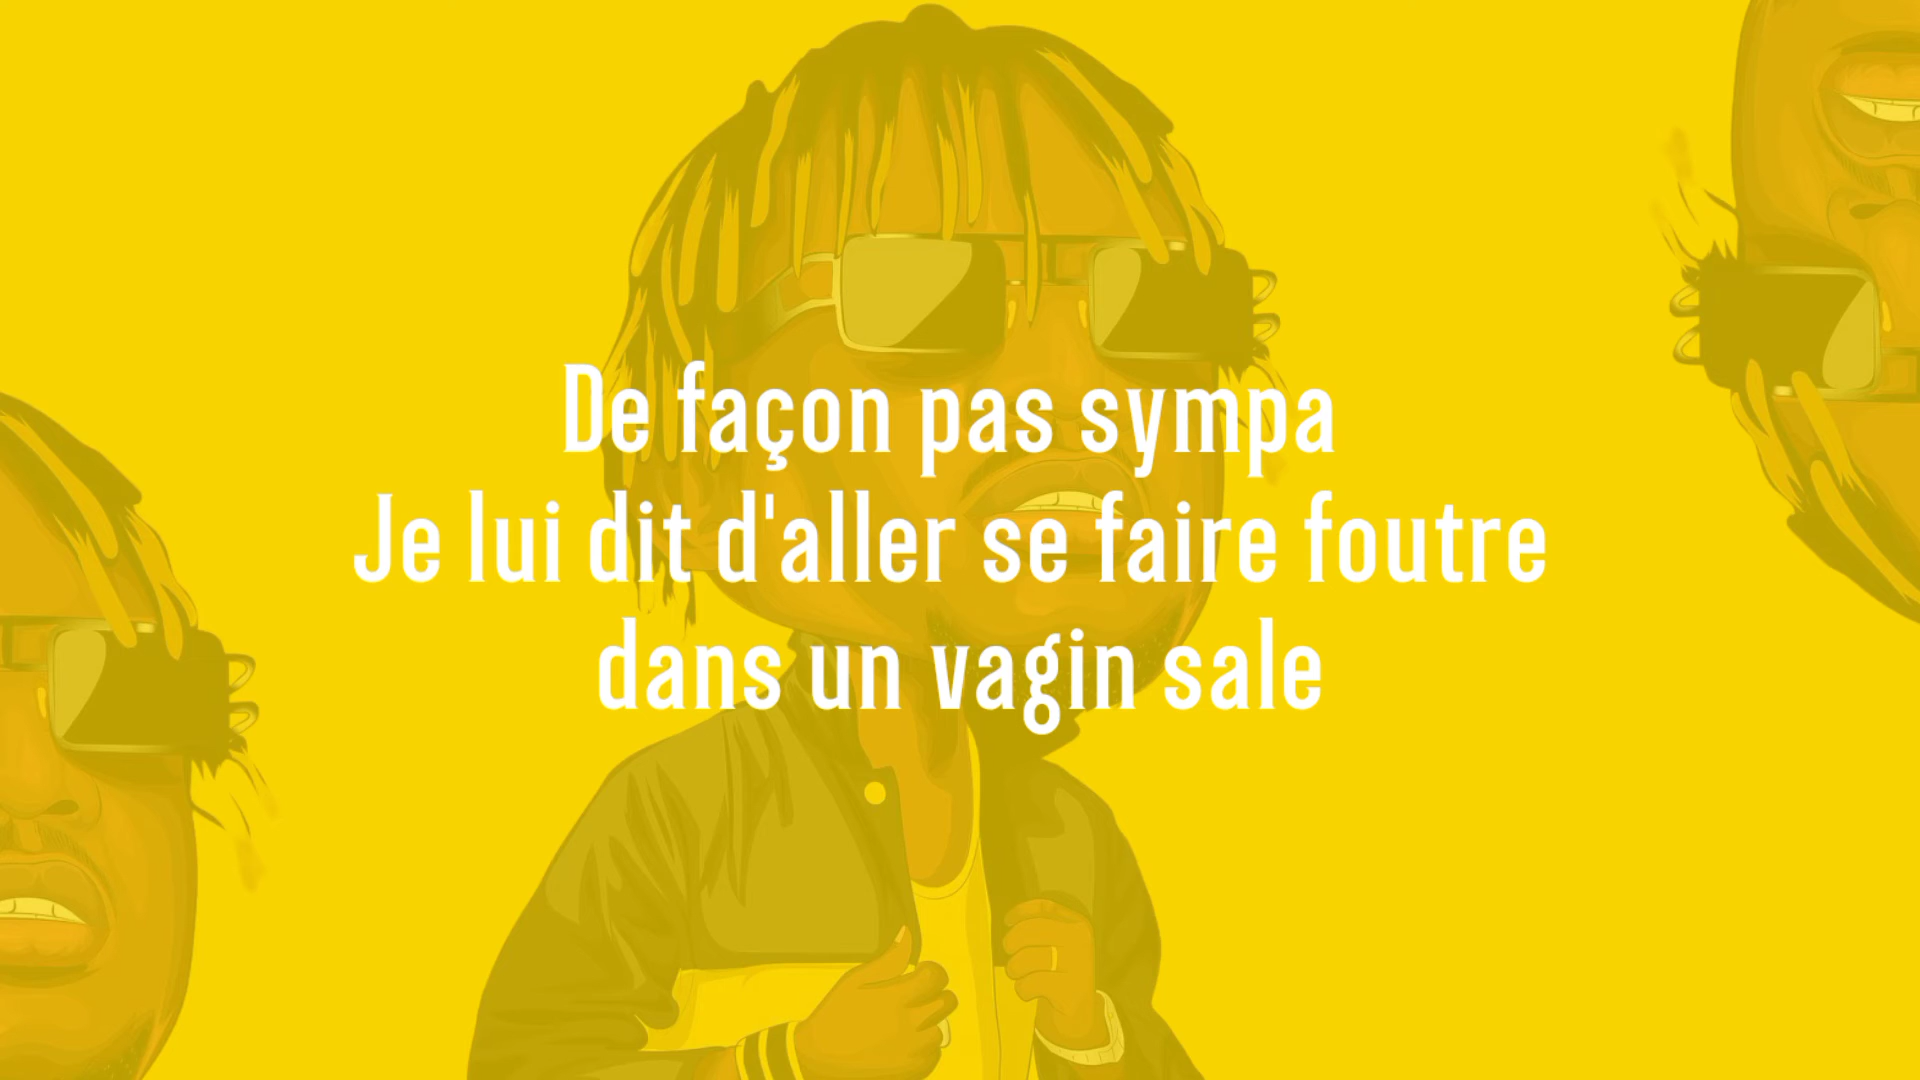 De façon pas sympa
Je lui dit d'aller se faire foutre
dans un vagin sale